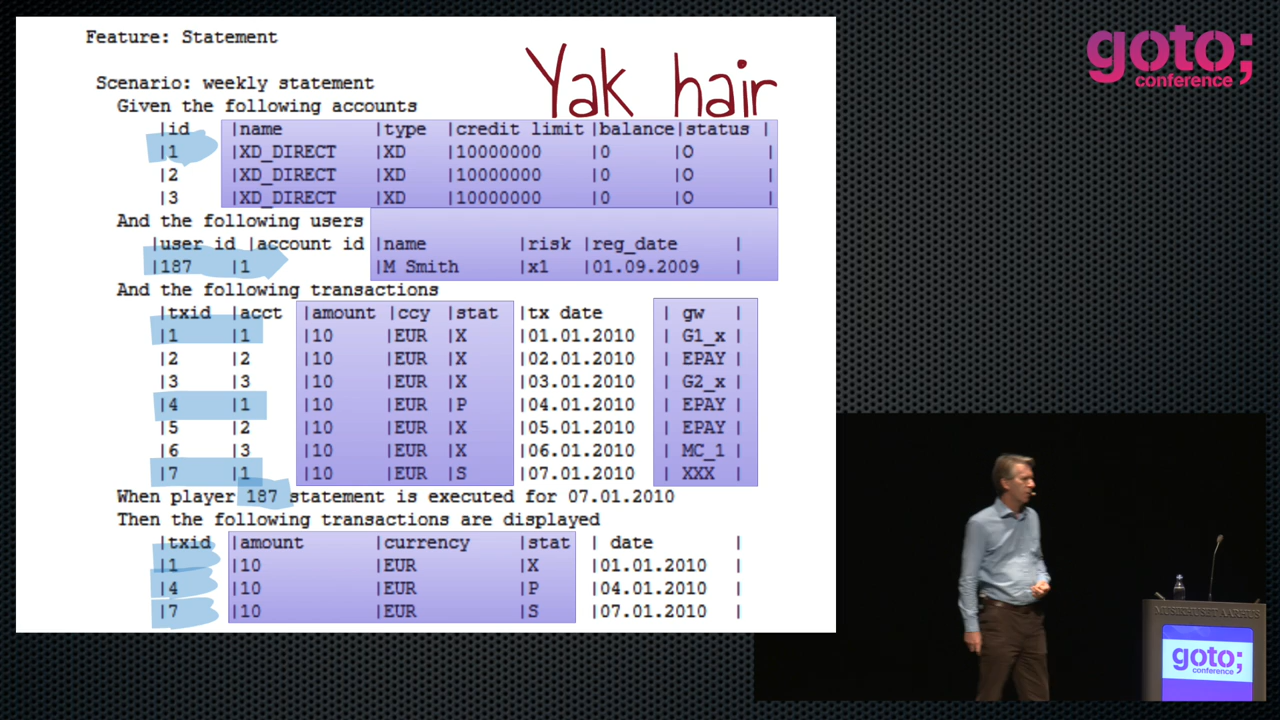 Feature: Statement
Yak hair
Scenario: weekly statement
Given the following accounts
|id |name |type |credit limit|balance|status |
|1 |XD_DIRECT |XD |10000000 |0 |O |
|2 |XD_DIRECT |XD |10000000 |0 |O |
|3 |XD_DIRECT |XD |10000000 |0 |O |
And the following users
|user id |account id |name |risk |reg_date |
|187 |1 |M Smith |x1 |01.09.2009 |
And the following transactions
|txid |acct |amount |ccy |stat |tx date | gw |
|1 |1 |10 |EUR |X |01.01.2010 | G1_x |
|2 |2 |10 |EUR |X |02.01.2010 | EPAY |
|3 |3 |10 |EUR |X |03.01.2010 | G2_x |
|4 |1 |10 |EUR |P |04.01.2010 | EPAY |
|5 |2 |10 |EUR |X |05.01.2010 | EPAY |
|6 |3 |10 |EUR |X |06.01.2010 | MC_1 |
|7 |1 |10 |EUR |S |07.01.2010 | XXX |
When player 187 statement is executed for 07.01.2010
Then the following transactions are displayed
|txid |amount |currency |stat | date |
|1 |10 |EUR |X |01.01.2010 |
|4 |10 |EUR |P |04.01.2010 |
|7 |10 |EUR |S |07.01.2010 |
goto;
conference
MUSIKHUSET AARHUS
goto;
conference